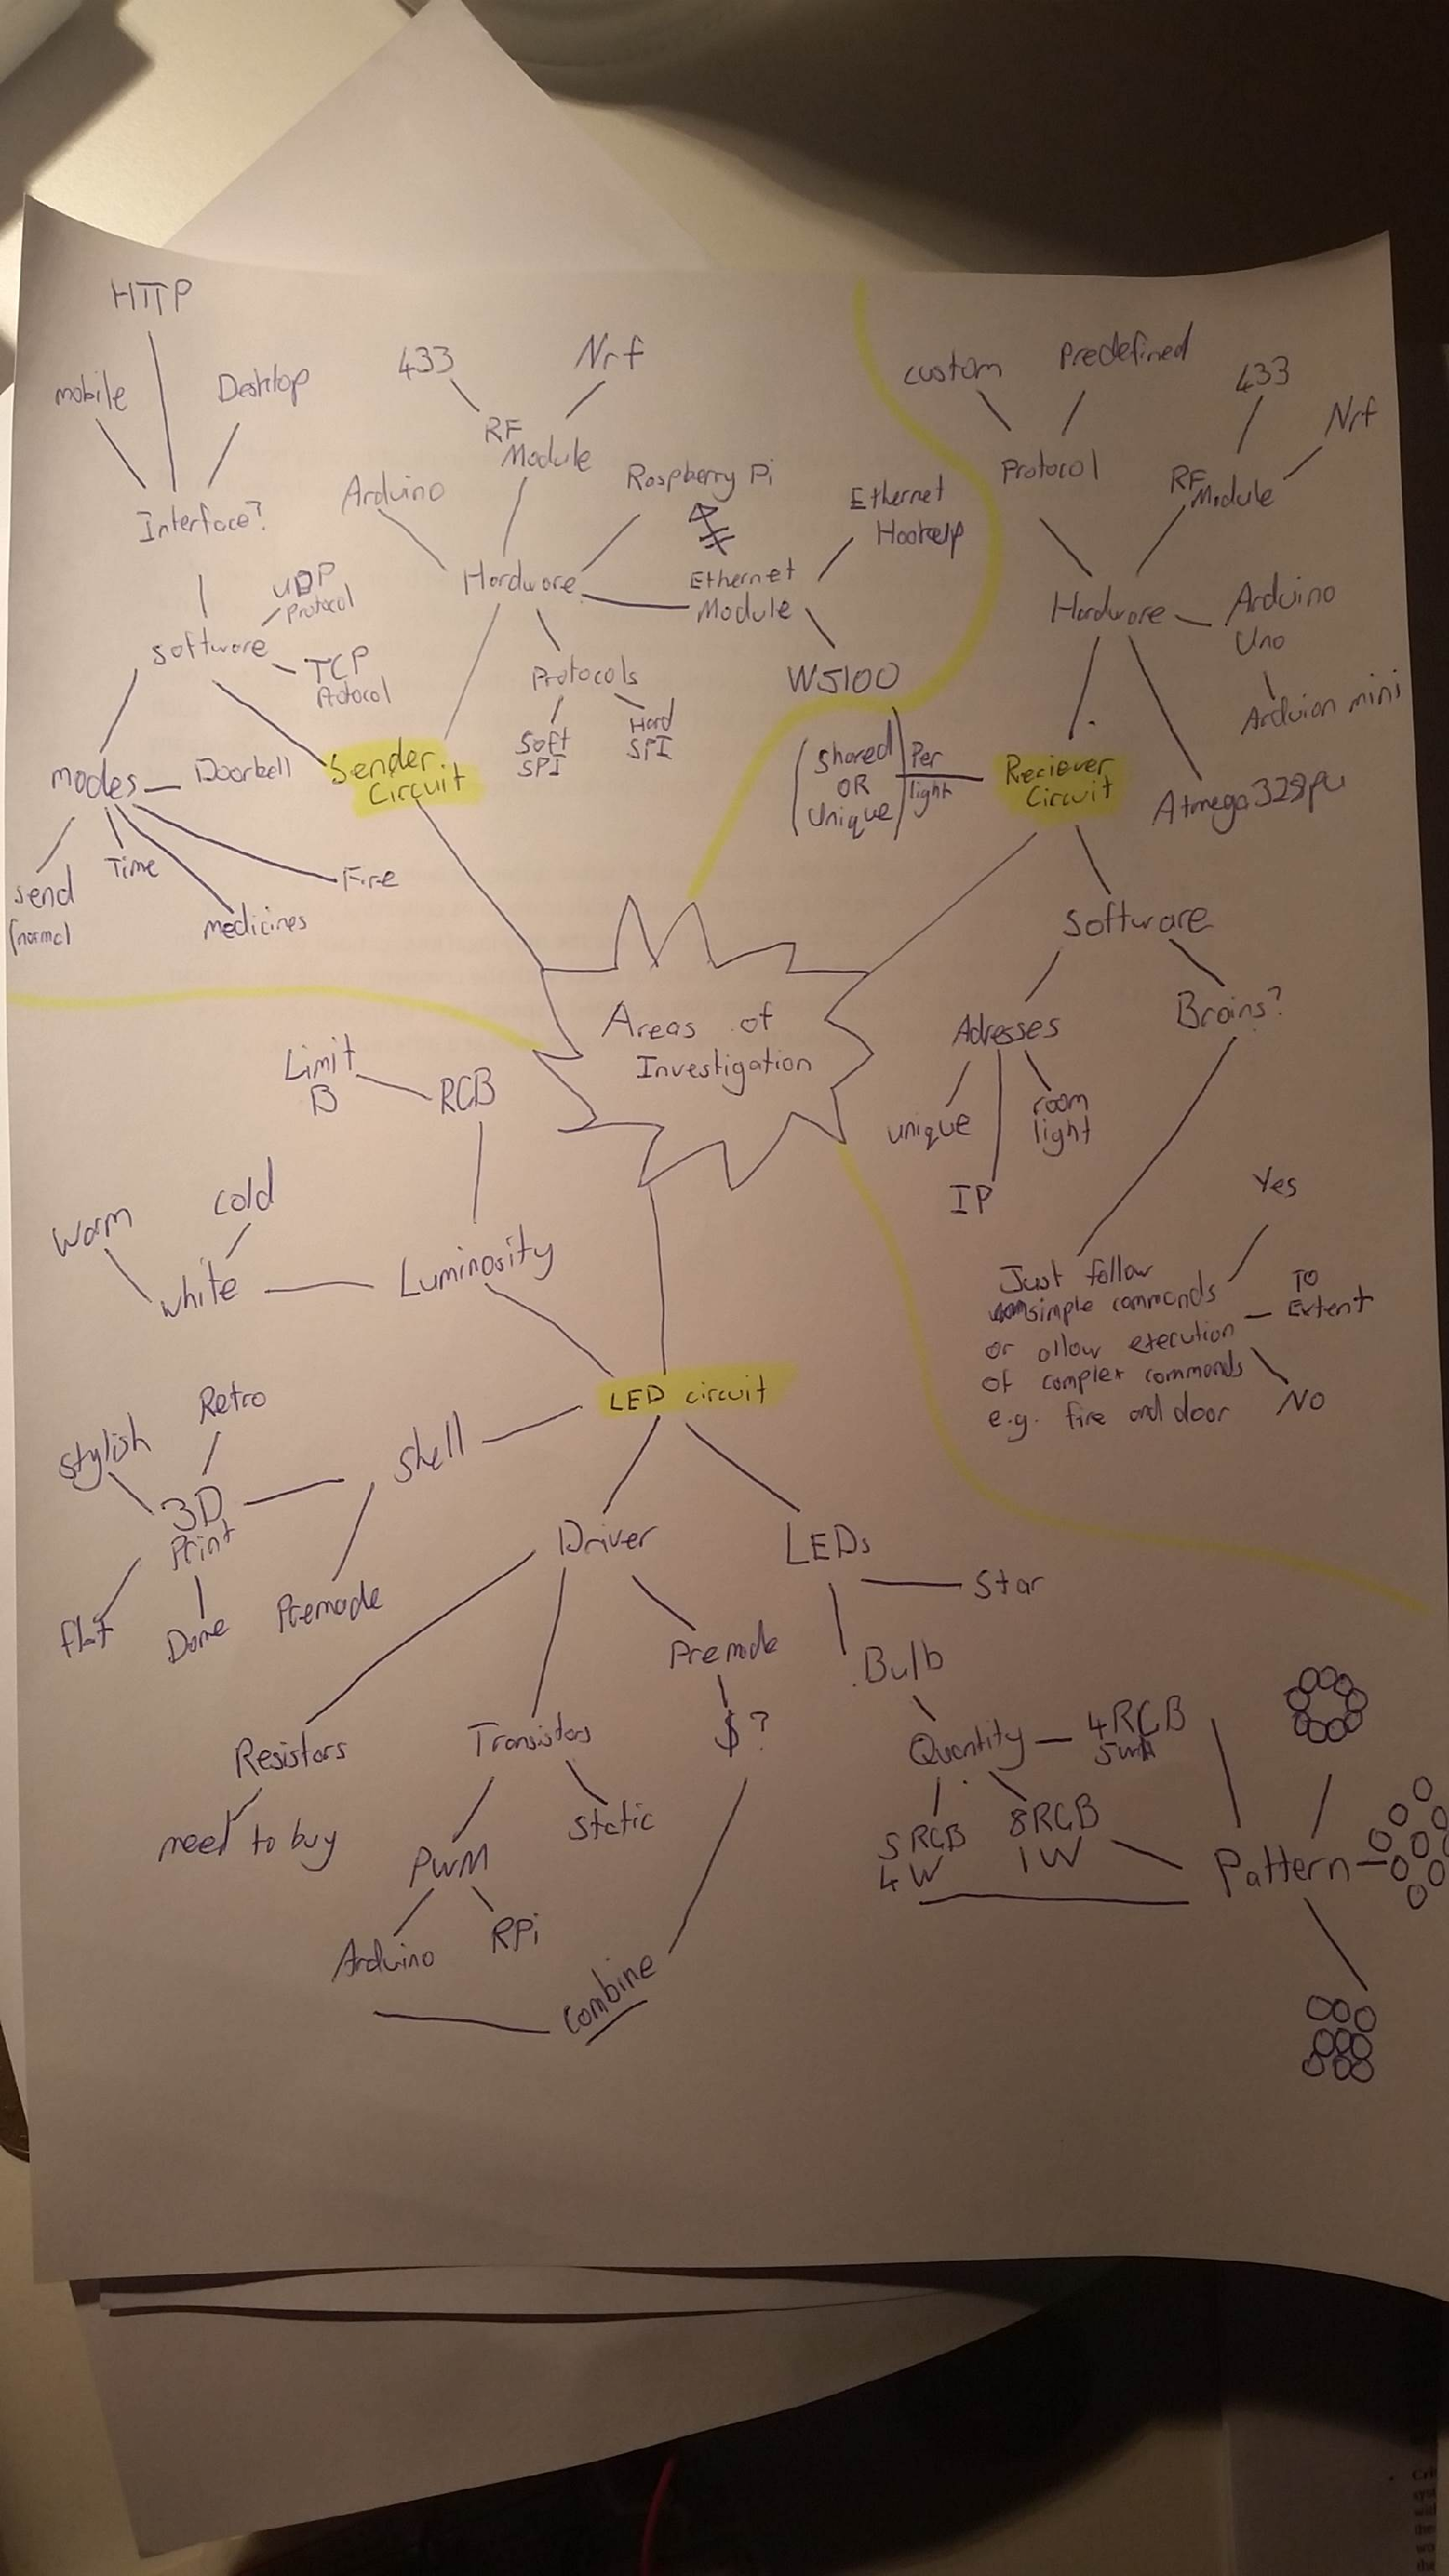 HTTP
mobile
Desktop
Interface?
UDP
Protocol
software
TCP
Protocol
modes
Doorbell
send
(normal
Time
medicines
Fire
Sender
Circuit
433
Nrf
RF
Module
Arduino
Raspberry Pi
Hardware
Ethernet
Module
Ethernet
Hookup
W5100
Protocols
Soft
SPI
Hard
SPI
custom
Predefined
433
Nrf
Protocol
RF
Module
Hardware
Arduino
Uno
Arduion mini
Atmega328pu
(shared
OR
Unique)
Per
light
Reciever
Circuit
Software
Adresses
Brains?
unique
IP
room
light
Just follow
simple commands
or allow execution
of complex commands
e.g. fire and door
Yes
TO
Extent
No
Areas of
Investigation
Limit
B
RGB
Warm
cold
white
Luminosity
LED circuit
Retro
stylish
shell
3D
Print
flat
Dome
Premade
Driver
LEDs
Star
Bulb
Resistors
need to buy
Transistors
PWM
Static
Arduino
RPi
Premade
$?
combine
Quantity
4RGB
5RGB
4W
8RGB
1W
Pattern